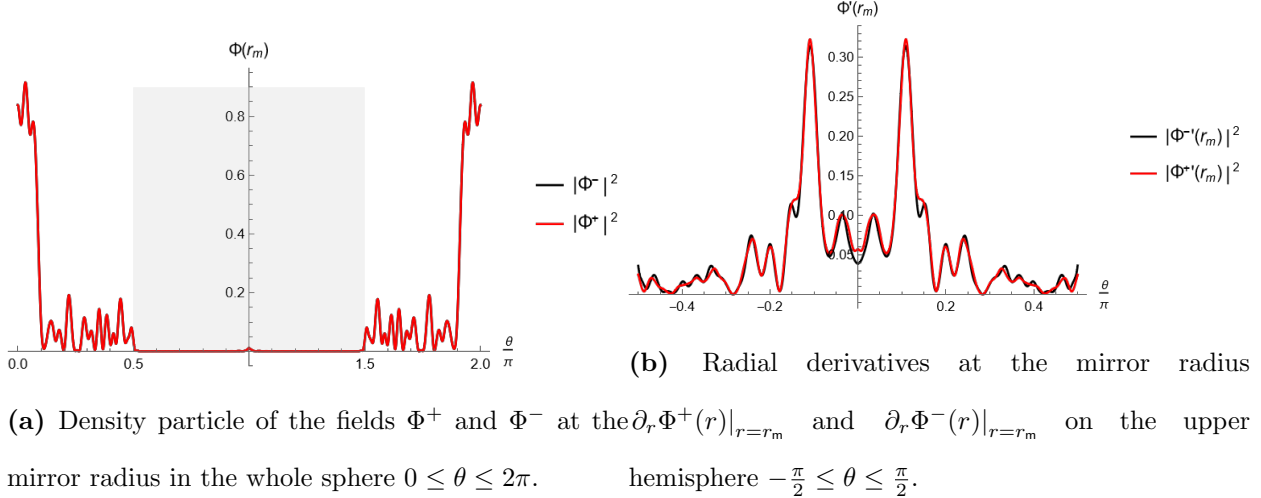 Φ(r_m)
0.8
0.6
0.4
0.2
0.0
0.5
1.5
2.0
θ/π
|Φ⁻|²
|Φ⁺|²
(a) Density particle of the fields Φ⁺ and Φ⁻ at the
mirror radius in the whole sphere 0 ≤ θ ≤ 2π.
Φ'(r_m)
0.30
0.25
0.20
0.15
0.10
0.05
−0.4
−0.2
0.2
0.4
θ/π
|Φ⁻'(r_m)|²
|Φ⁺'(r_m)|²
(b) Radial derivatives at the mirror radius
∂_rΦ⁺(r)|_{r=r_m} and ∂_rΦ⁻(r)|_{r=r_m} on the upper
hemisphere −π/2 ≤ θ ≤ π/2.